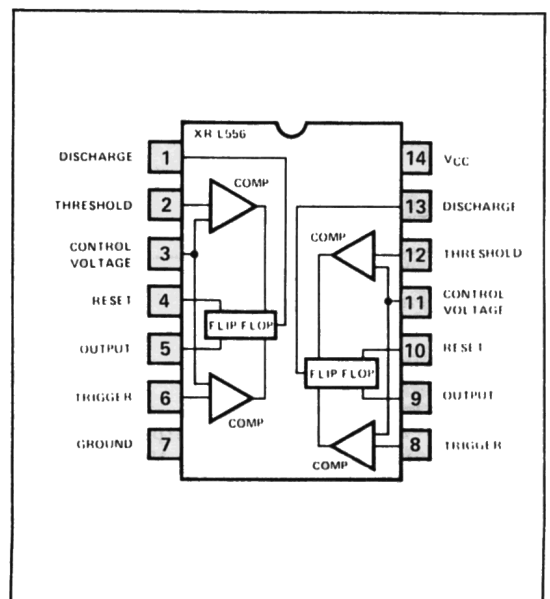 XR L556
DISCHARGE 1
THRESHOLD 2
CONTROL VOLTAGE 3
RESET 4
OUTPUT 5
TRIGGER 6
GROUND 7
COMP
FLIP FLOP
COMP
14 VCC
13 DISCHARGE
12 THRESHOLD
11 CONTROL VOLTAGE
10 RESET
9 OUTPUT
8 TRIGGER
COMP
FLIP FLOP
COMP